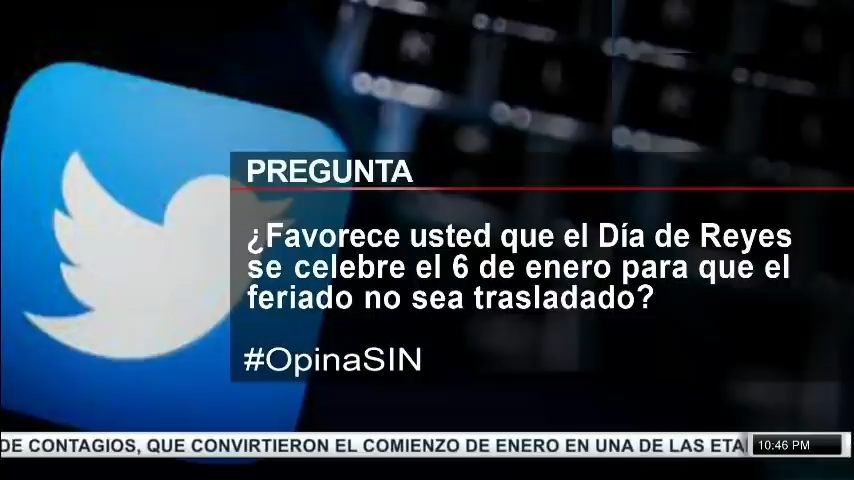 PREGUNTA
¿Favorece usted que el Día de Reyes
se celebre el 6 de enero para que el
feriado no sea trasladado?
#OpinaSIN
DE CONTAGIOS, QUE CONVIRTIERON EL COMIENZO DE ENERO EN UNA DE LAS
10:46 PM